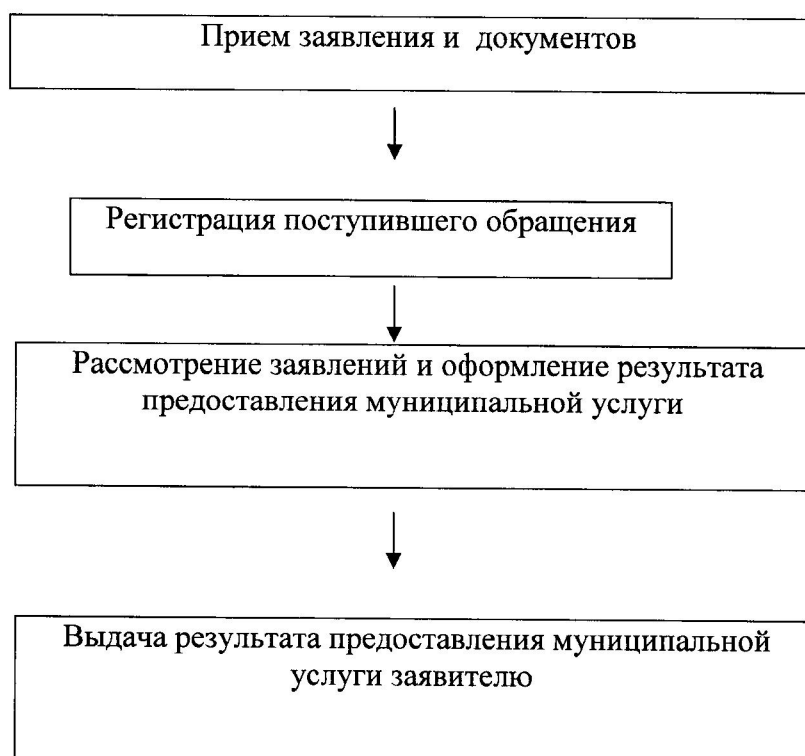 Прием заявления и документов
Регистрация поступившего обращения
Рассмотрение заявлений и оформление результата
предоставления муниципальной услуги
Выдача результата предоставления муниципальной
услуги заявителю